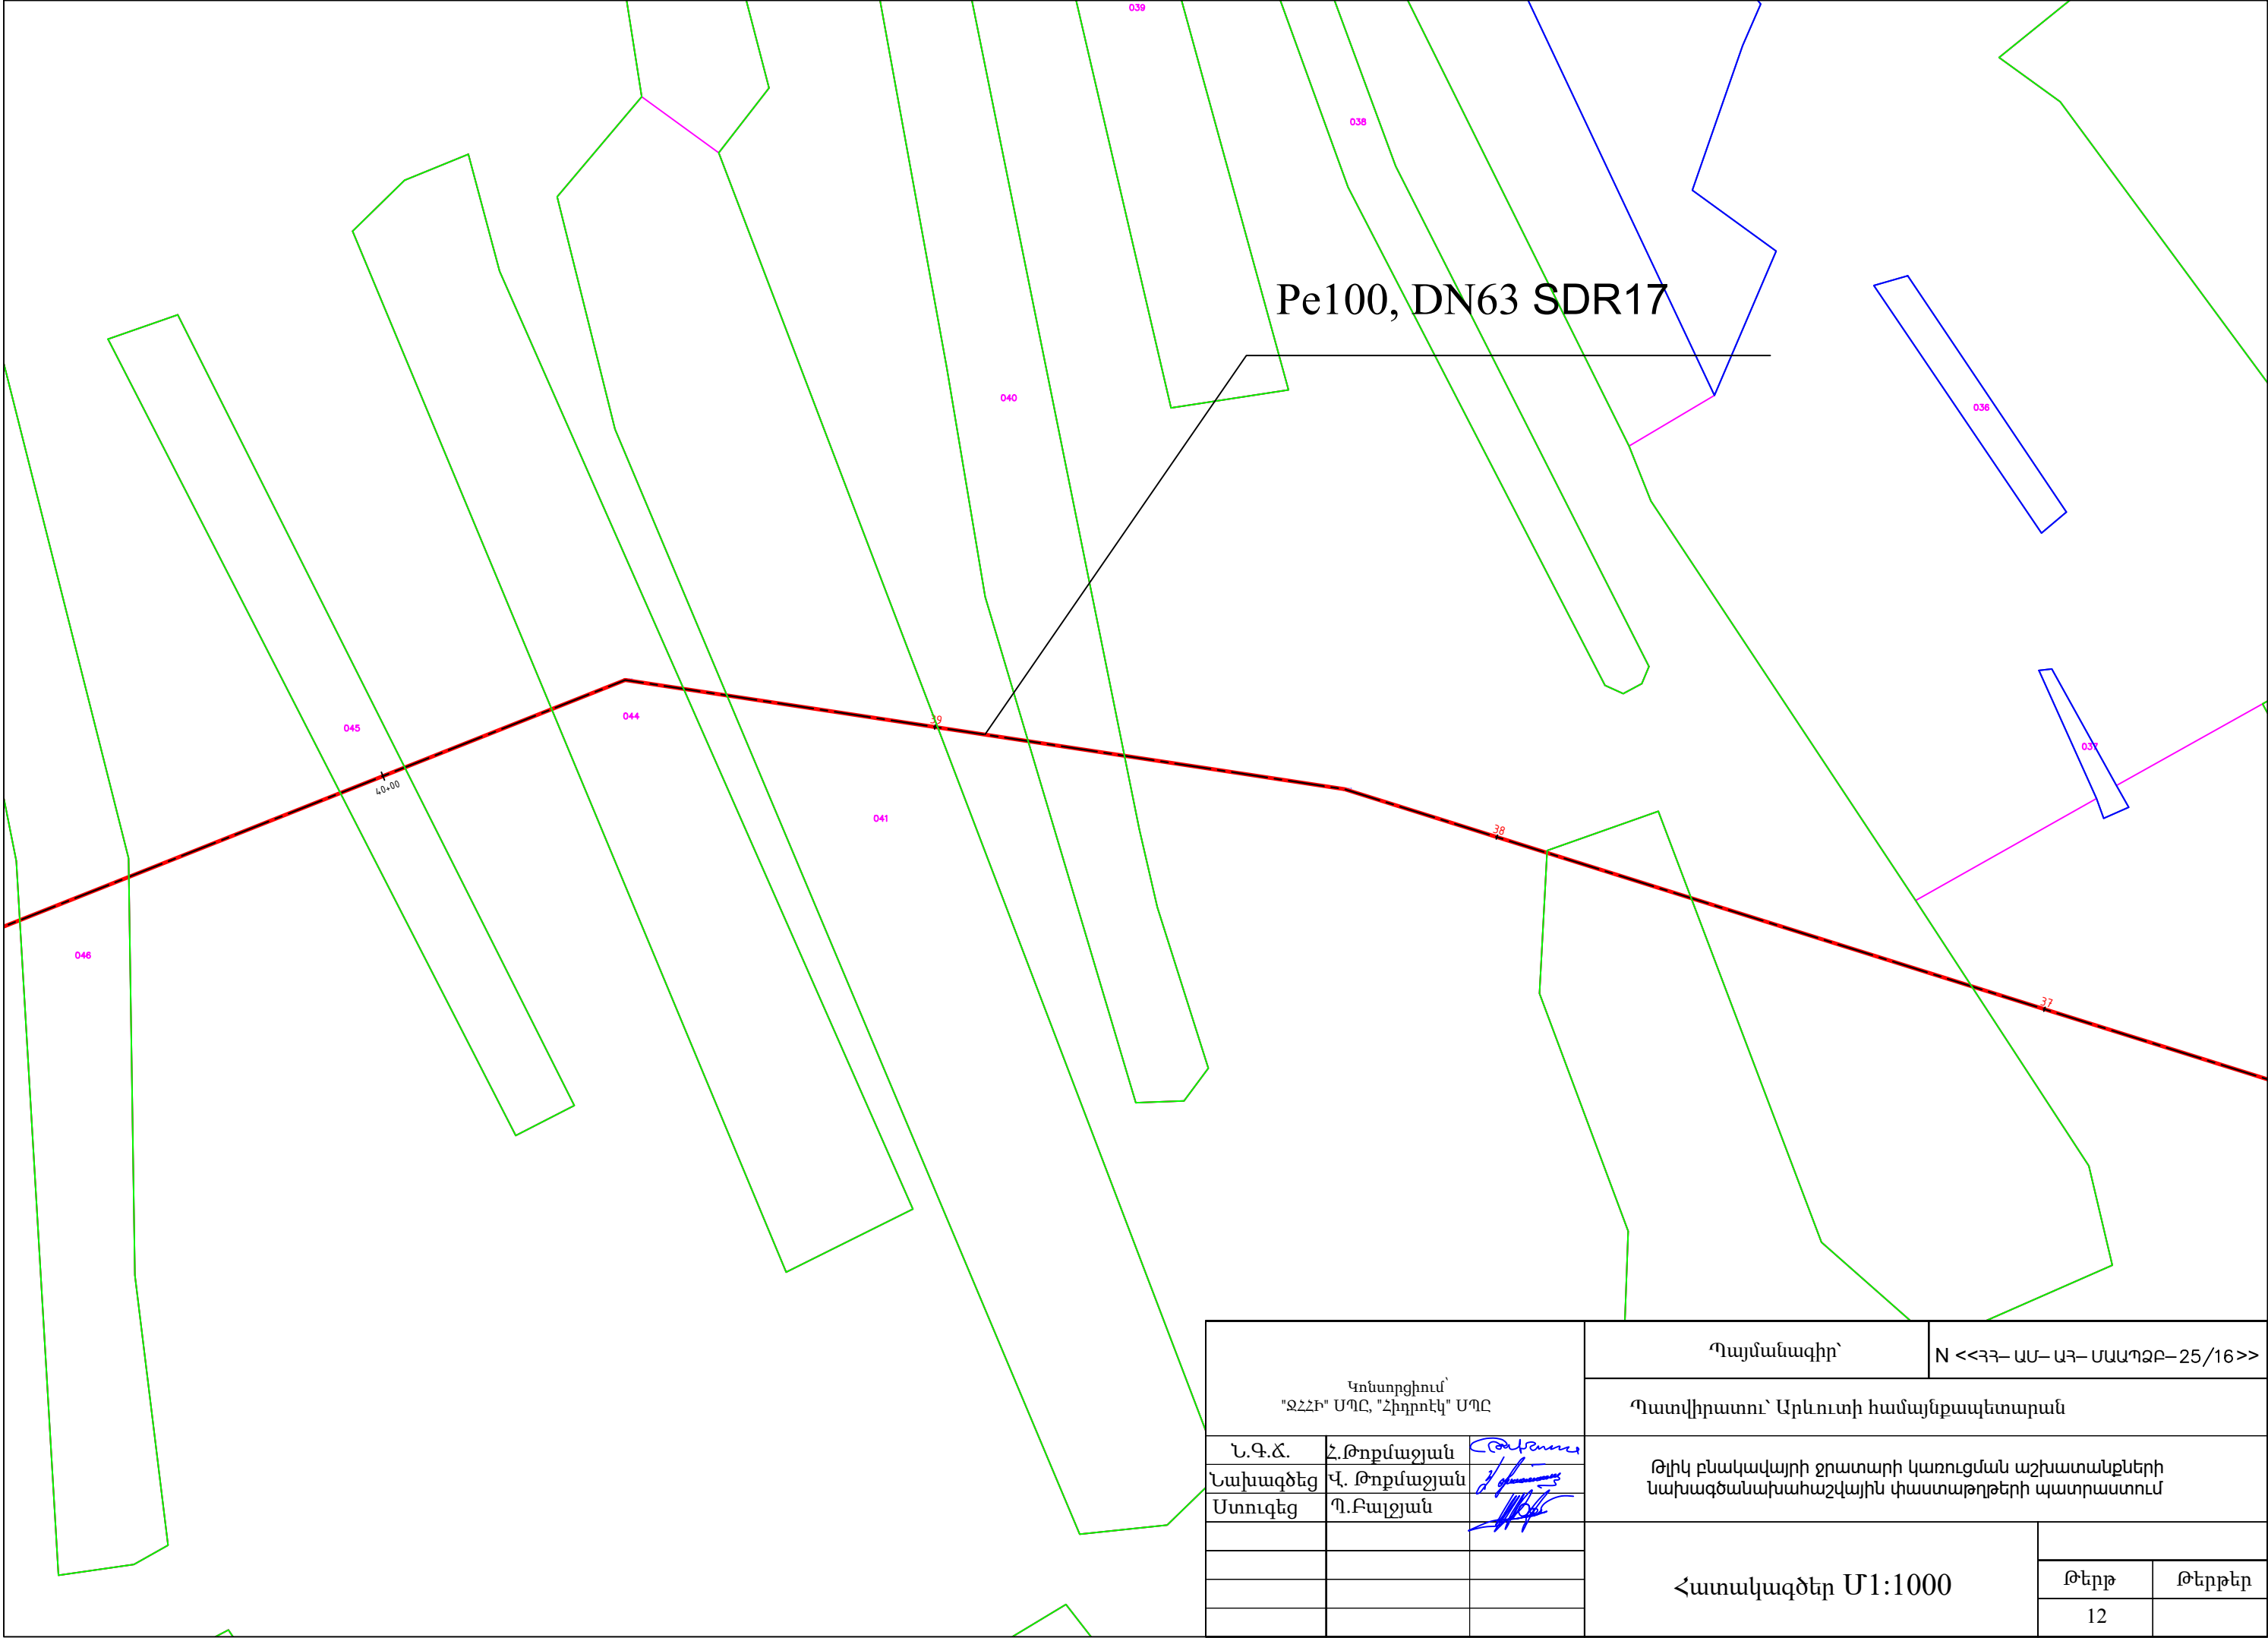 039
038
Pe100, DN63 SDR17
040
036
045
044
39
037
40+00
041
38
046
37
Կոնսորցիում՝
"ՋՀՀԻ" ՍՊԸ, "Հիդրոէկ" ՍՊԸ
Պայմանագիր՝
N <<ՀՀ-ԱՄ-ԱՀ-ՄԱԱՊՁԲ-25/16>>
Պատվիրատու՝ Արևուտի համայնքապետարան
Ն.Գ.Ճ. Հ.Թոքմաջյան
Նախագծեց Վ. Թոքմաջյան
Ստուգեց Պ.Բալջյան
Թլիկ բնակավայրի ջրատարի կառուցման աշխատանքների
նախագծանախահաշվային փաստաթղթերի պատրաստում
Հատակագծեր Մ1:1000
Թերթ Թերթեր
12